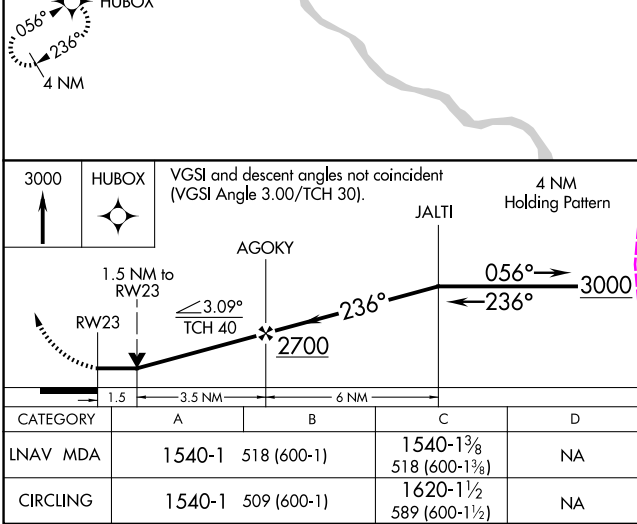 HUBOX
056°
236°
4 NM
3000
HUBOX
VGSI and descent angles not coincident
(VGSI Angle 3.00/TCH 30).
4 NM
Holding Pattern
JALTI
AGOKY
1.5 NM to
RW23
RW23
3.09°
TCH 40
236°
056°
236°
3000
2700
1.5
3.5 NM
6 NM
CATEGORY A B C D
LNAV MDA 1540-1 518 (600-1) 1540-1⅜ NA
518 (600-1⅜)
CIRCLING 1540-1 509 (600-1) 1620-1½ NA
589 (600-1½)